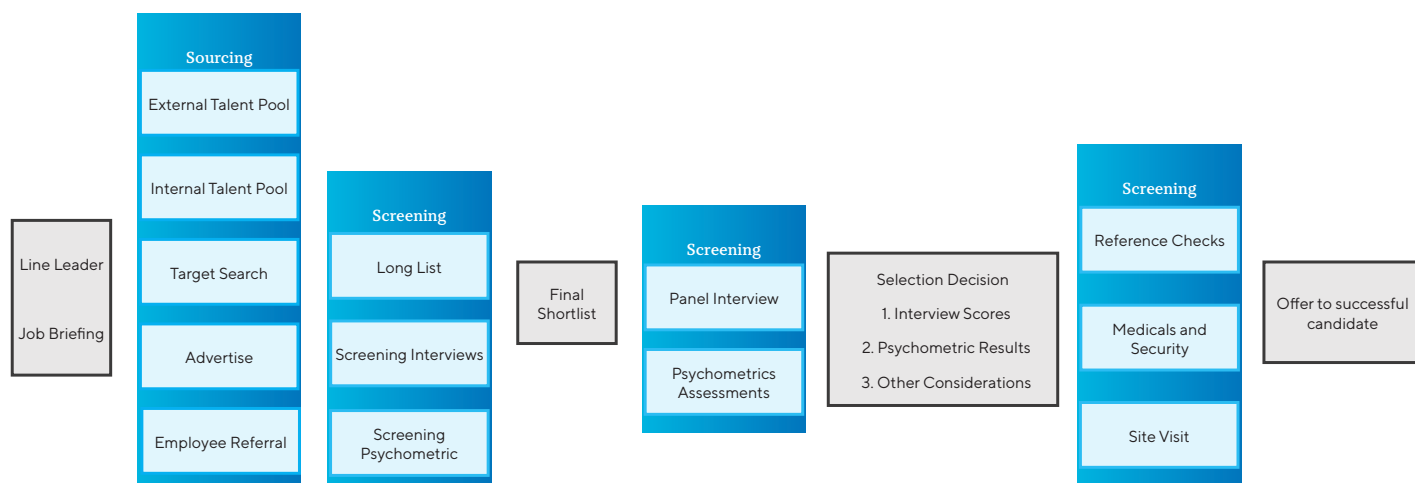 Line Leader
Job Briefing
Sourcing
External Talent Pool
Internal Talent Pool
Target Search
Advertise
Employee Referral
Screening
Long List
Screening Interviews
Screening
Psychometric
Final
Shortlist
Screening
Panel Interview
Psychometrics
Assessments
Selection Decision
1. Interview Scores
2. Psychometric Results
3. Other Considerations
Screening
Reference Checks
Medicals and
Security
Site Visit
Offer to successful
candidate